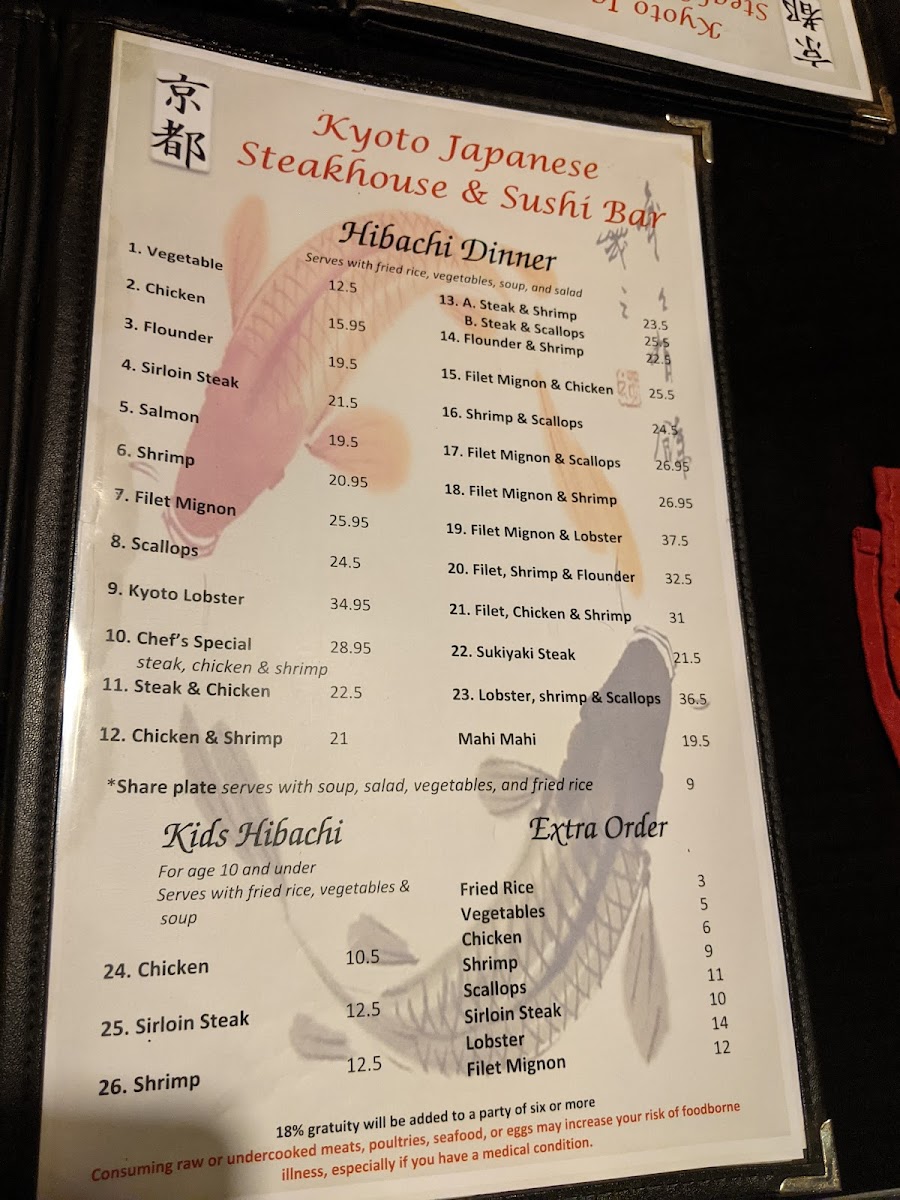 Kyoto Ja
Steak
京都
京都
Kyoto Japanese
Steakhouse & Sushi Bar
Hibachi Dinner
Serves with fried rice, vegetables, soup, and salad
1. Vegetable 12.5
2. Chicken 15.95
3. Flounder 19.5
4. Sirloin Steak 21.5
5. Salmon 19.5
6. Shrimp 20.95
7. Filet Mignon 25.95
8. Scallops 24.5
9. Kyoto Lobster 34.95
10. Chef's Special 28.95
steak, chicken & shrimp
11. Steak & Chicken 22.5
12. Chicken & Shrimp 21
13. A. Steak & Shrimp 23.5
B. Steak & Scallops 25.5
14. Flounder & Shrimp 22.5
15. Filet Mignon & Chicken 25.5
16. Shrimp & Scallops 24.5
17. Filet Mignon & Scallops 26.95
18. Filet Mignon & Shrimp 26.95
19. Filet Mignon & Lobster 37.5
20. Filet, Shrimp & Flounder 32.5
21. Filet, Chicken & Shrimp 31
22. Sukiyaki Steak 21.5
23. Lobster, shrimp & Scallops 36.5
Mahi Mahi 19.5
*Share plate serves with soup, salad, vegetables, and fried rice 9
Kids Hibachi
For age 10 and under
Serves with fried rice, vegetables &
soup
24. Chicken 10.5
25. Sirloin Steak 12.5
26. Shrimp 12.5
Extra Order
Fried Rice 3
Vegetables 5
Chicken 6
Shrimp 9
Scallops 11
Sirloin Steak 10
Lobster 14
Filet Mignon 12
18% gratuity will be added to a party of six or more
Consuming raw or undercooked meats, poultries, seafood, or eggs may increase your risk of foodborne
illness, especially if you have a medical condition.